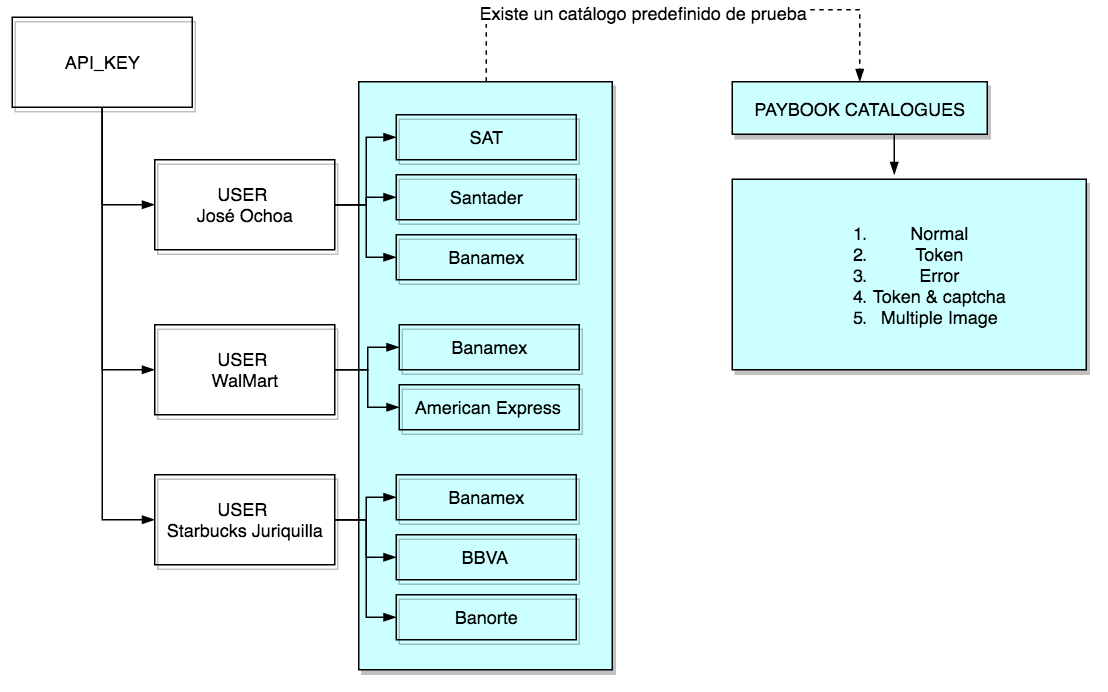 Existe un catálogo predefinido de prueba
API_KEY
PAYBOOK CATALOGUES
USER
José Ochoa
SAT
Santader
Banamex
1. Normal
2. Token
3. Error
4. Token & captcha
5. Multiple Image
USER
WalMart
Banamex
American Express
USER
Starbucks Juriquilla
Banamex
BBVA
Banorte